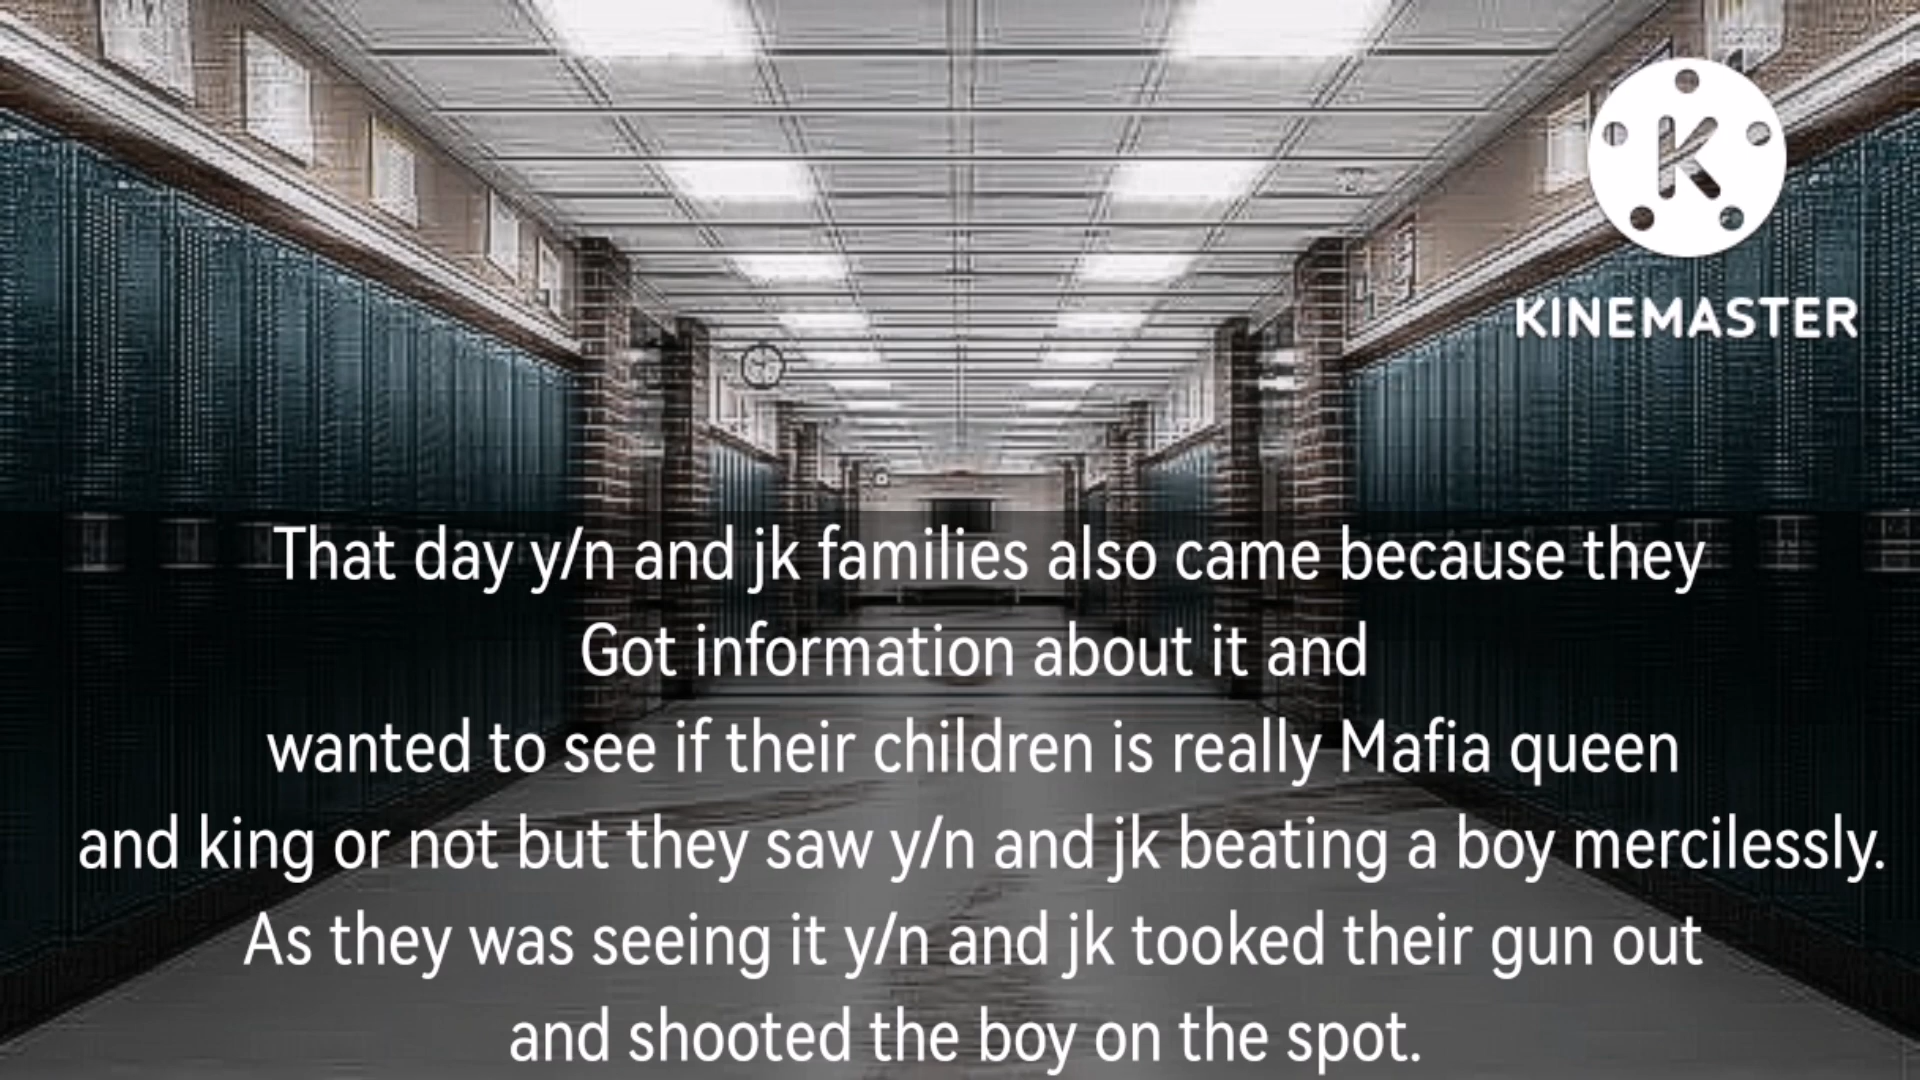 KINEMASTER
That day y/n and jk families also came because they
Got information about it and
wanted to see if their children is really Mafia queen
and king or not but they saw y/n and jk beating a boy mercilessly.
As they was seeing it y/n and jk tooked their gun out
and shooted the boy on the spot.